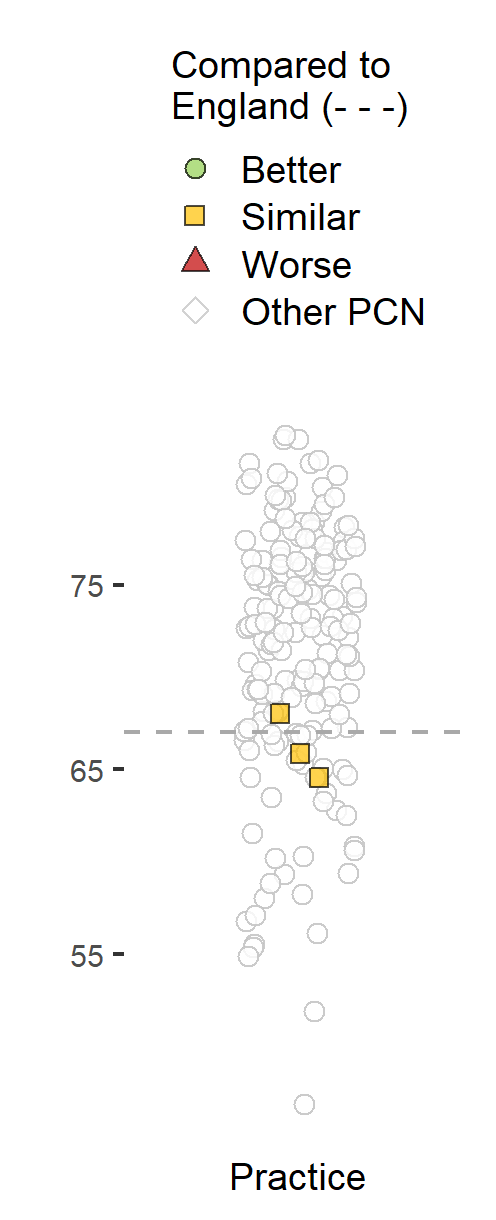 Compared to
England (- - -)
Better
Similar
Worse
Other PCN
75
65
55
Practice